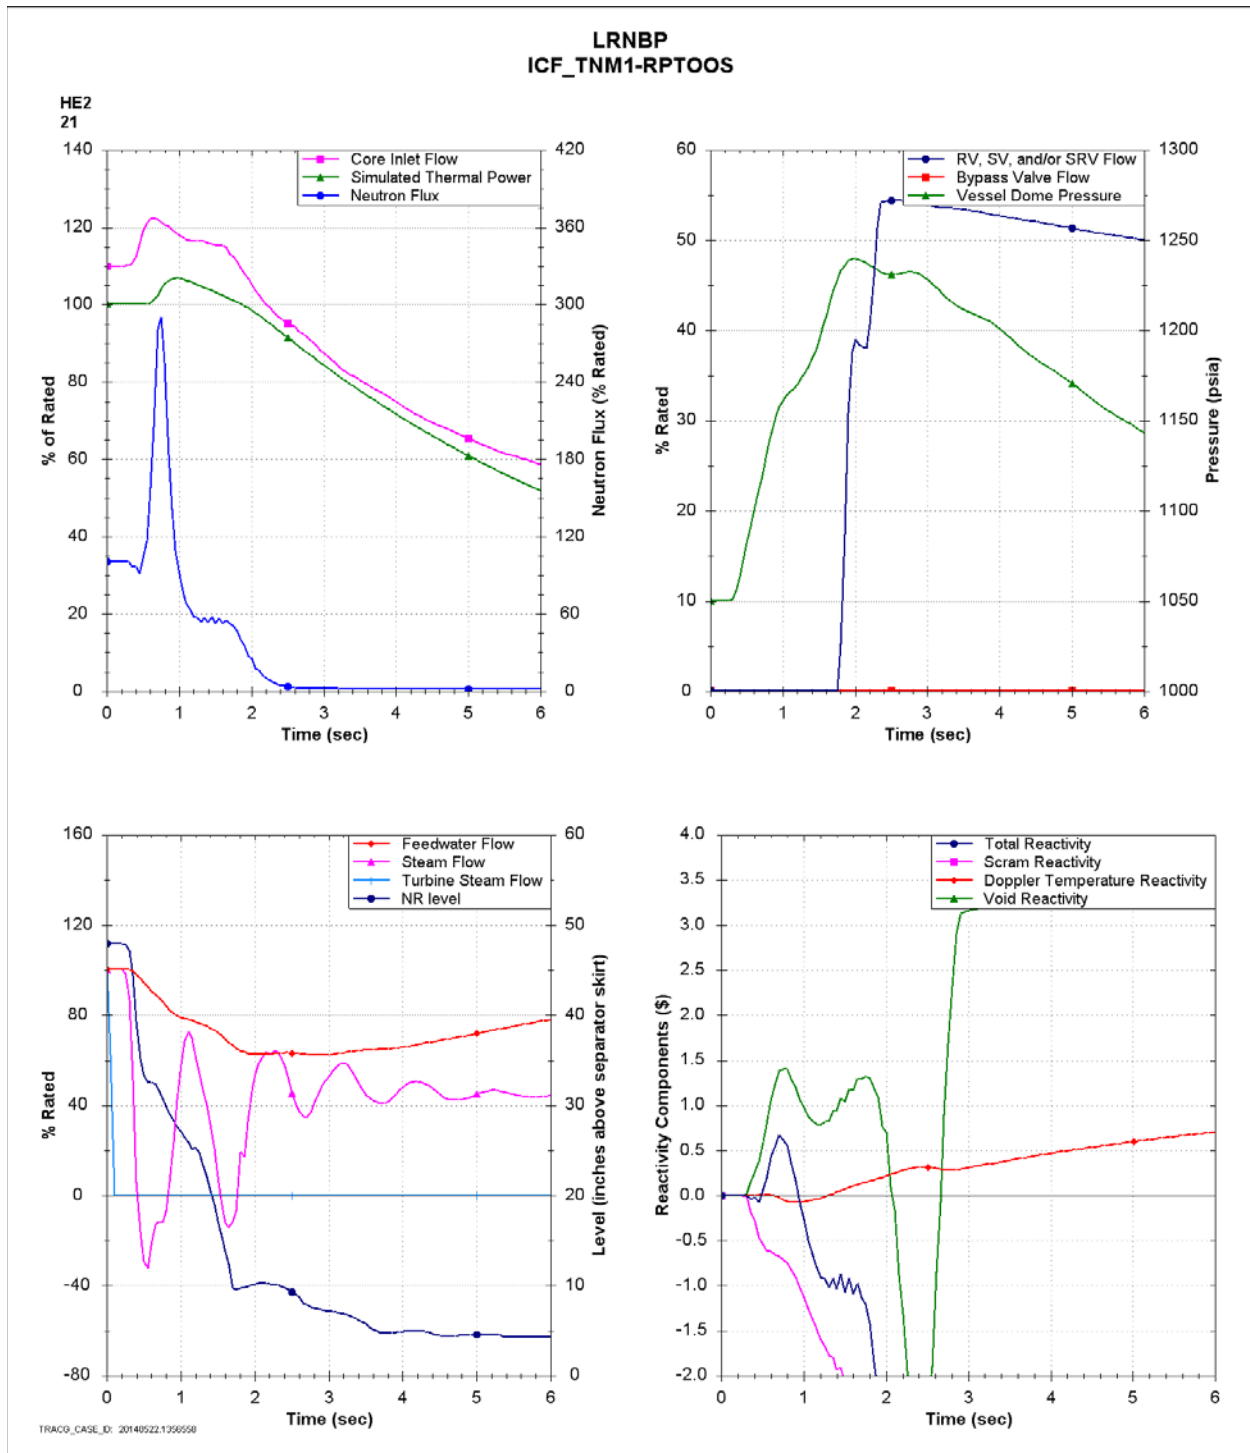 LRNBP
ICF_TNM1-RPTOOS
HE2
21
140
120
100
80
60
40
20
0
% of Rated
420
360
300
240
180
120
60
0
Neutron Flux (% Rated)
Core Inlet Flow
Simulated Thermal Power
Neutron Flux
0 1 2 3 4 5 6
Time (sec)
60
50
40
30
20
10
0
% Rated
1300
1250
1200
1150
1100
1050
1000
Pressure (psia)
RV, SV, and/or SRV Flow
Bypass Valve Flow
Vessel Dome Pressure
0 1 2 3 4 5 6
Time (sec)
160
120
80
40
0
-40
-80
% Rated
60
50
40
30
20
10
0
Level (inches above separator skirt)
Feedwater Flow
Steam Flow
Turbine Steam Flow
NR level
0 1 2 3 4 5 6
Time (sec)
4.0
3.5
3.0
2.5
2.0
1.5
1.0
0.5
0.0
-0.5
-1.0
-1.5
-2.0
Reactivity Components ($)
Total Reactivity
Scram Reactivity
Doppler Temperature Reactivity
Void Reactivity
0 1 2 3 4 5 6
Time (sec)
TRACG_CASE_ID: 20140522.1356550